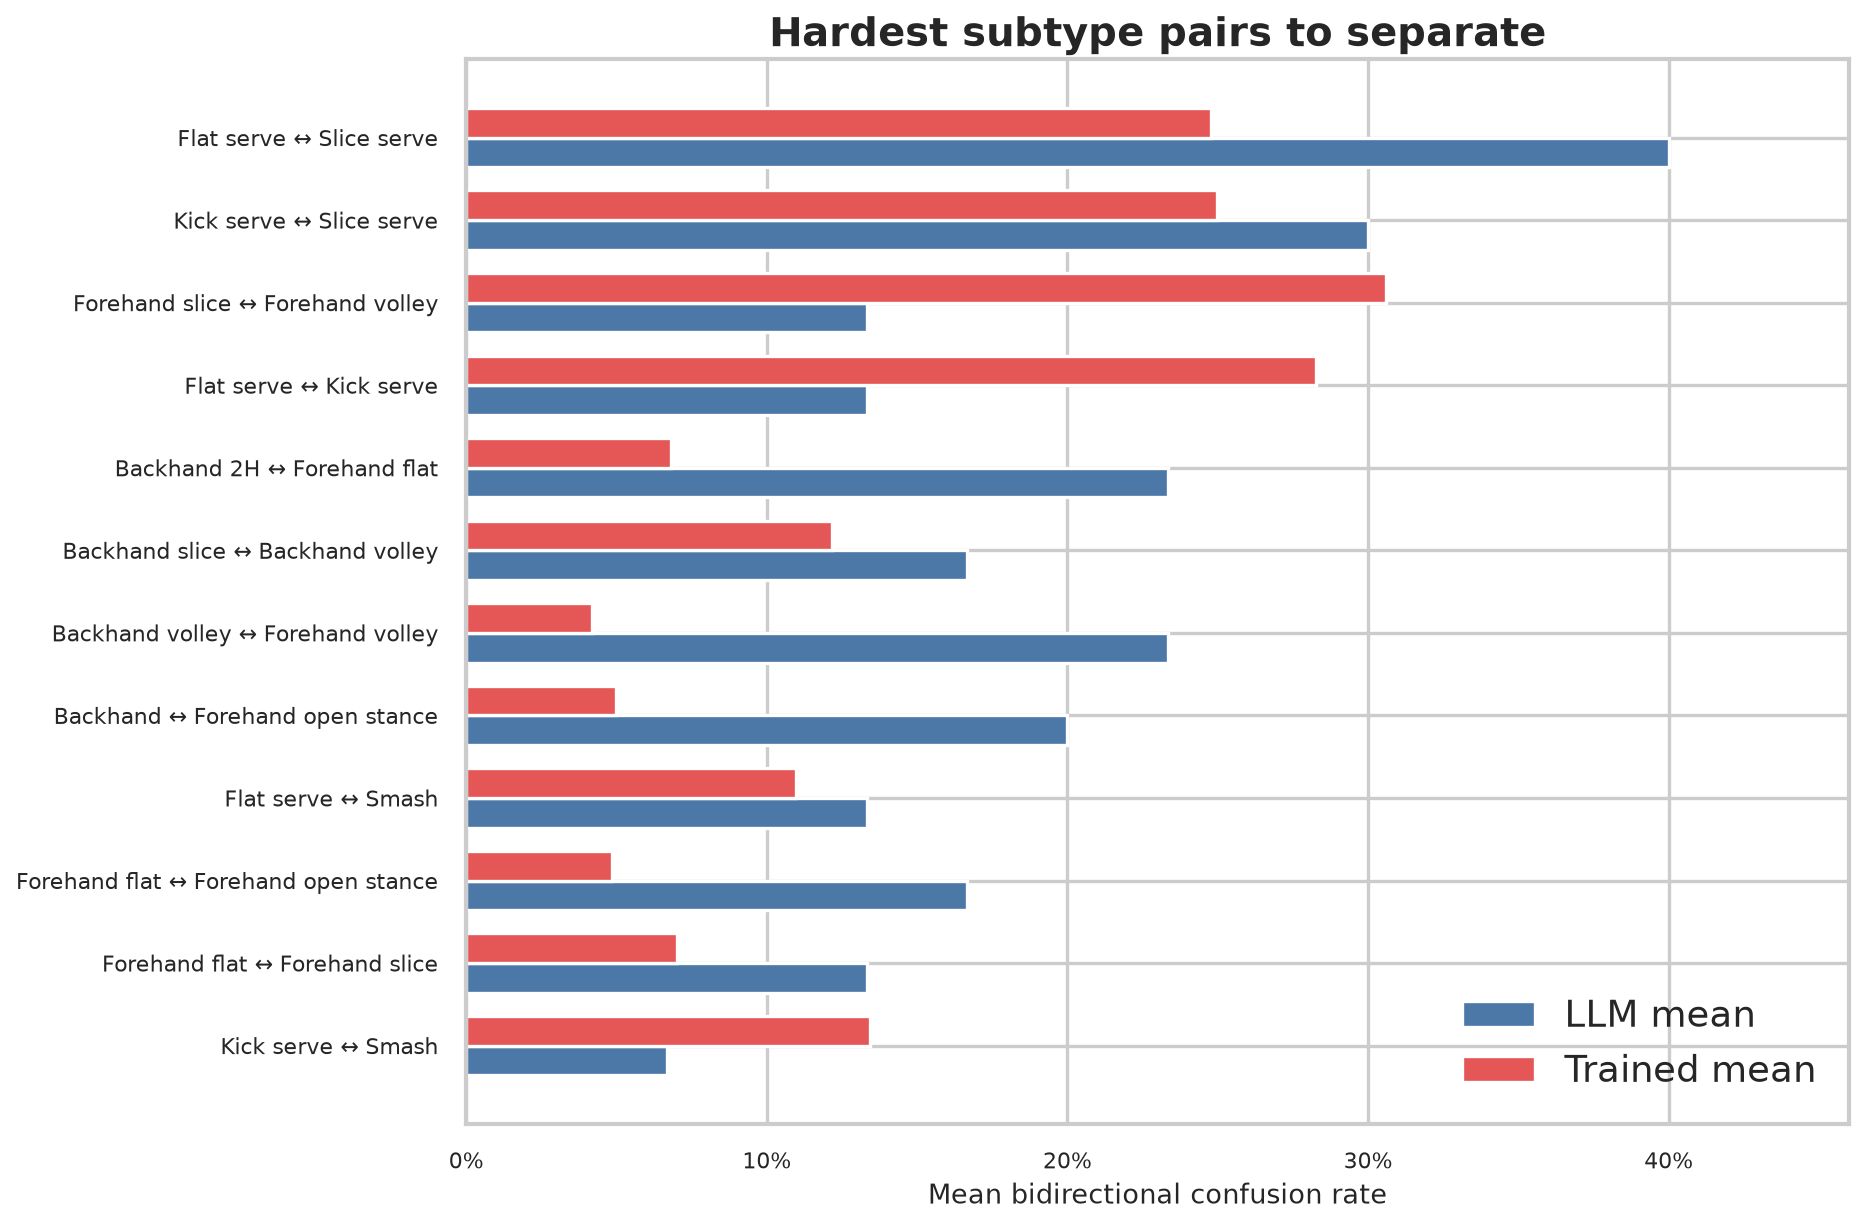 Hardest subtype pairs to separate
Flat serve ↔ Slice serve
Kick serve ↔ Slice serve
Forehand slice ↔ Forehand volley
Flat serve ↔ Kick serve
Backhand 2H ↔ Forehand flat
Backhand slice ↔ Backhand volley
Backhand volley ↔ Forehand volley
Backhand ↔ Forehand open stance
Flat serve ↔ Smash
Forehand flat ↔ Forehand open stance
Forehand flat ↔ Forehand slice
Kick serve ↔ Smash
LLM mean
Trained mean
0% 10% 20% 30% 40%
Mean bidirectional confusion rate